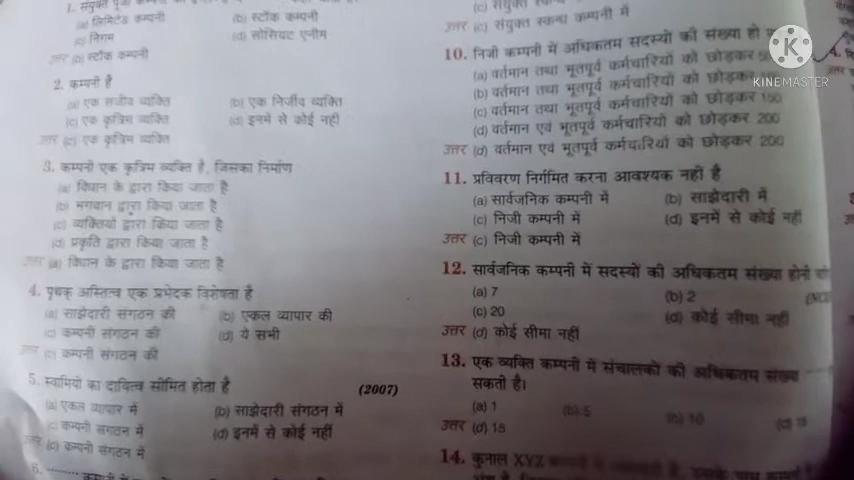 (a) लिमिटेड कम्पनी (b) स्टॉक कम्पनी
(c) निगम (d) सोसियट एनीम
उत्तर (b) स्टॉक कम्पनी
2. कम्पनी है
(a) एक सजीव व्यक्ति (b) एक निर्जीव व्यक्ति
(c) एक कृत्रिम व्यक्ति (d) इनमें से कोई नहीं
उत्तर (c) एक कृत्रिम व्यक्ति
3. कम्पनी एक कृत्रिम व्यक्ति है, जिसका निर्माण
(a) विधान के द्वारा किया जाता है
(b) भगवान द्वारा किया जाता है
(c) व्यक्तियों द्वारा किया जाता है
(d) प्रकृति द्वारा किया जाता है
उत्तर (a) विधान के द्वारा किया जाता है
4. पृथक् अस्तित्व एक प्रभेदक विशेषता है
(a) साझेदारी संगठन की (b) एकल व्यापार की
(c) कम्पनी संगठन की (d) ये सभी
उत्तर (c) कम्पनी संगठन की
5. स्वामियों का दायित्व सीमित होता है (2007)
(a) एकल व्यापार में (b) साझेदारी संगठन में
(c) कम्पनी संगठन में (d) इनमें से कोई नहीं
उत्तर (c) कम्पनी संगठन में
6.
उत्तर (c) संयुक्त स्कन्ध कम्पनी में
10. निजी कम्पनी में अधिकतम सदस्यों की संख्या हो
(a) वर्तमान तथा भूतपूर्व कर्मचारियों को छोड़कर
(b) वर्तमान तथा भूतपूर्व कर्मचारियों को छोड़कर
(c) वर्तमान तथा भूतपूर्व कर्मचारियों को छोड़कर 150
(d) वर्तमान एवं भूतपूर्व कर्मचारियों को छोड़कर 200
उत्तर (d) वर्तमान एवं भूतपूर्व कर्मचारियों को छोड़कर 200
11. प्रविवरण निर्गमित करना आवश्यक नहीं है
(a) सार्वजनिक कम्पनी में (b) साझेदारी में
(c) निजी कम्पनी में (d) इनमें से कोई नहीं
उत्तर (c) निजी कम्पनी में
12. सार्वजनिक कम्पनी में सदस्यों की अधिकतम संख्या होनी
(a) 7 (b) 2
(c) 20 (d) कोई सीमा नहीं
उत्तर (d) कोई सीमा नहीं
13. एक व्यक्ति कम्पनी में संचालकों की अधिकतम संख्या
सकती है।
(a) 1 (b) 5 (c) 10 (d) 15
उत्तर (d) 15
14. कुनाल XYZ
KINEMASTER